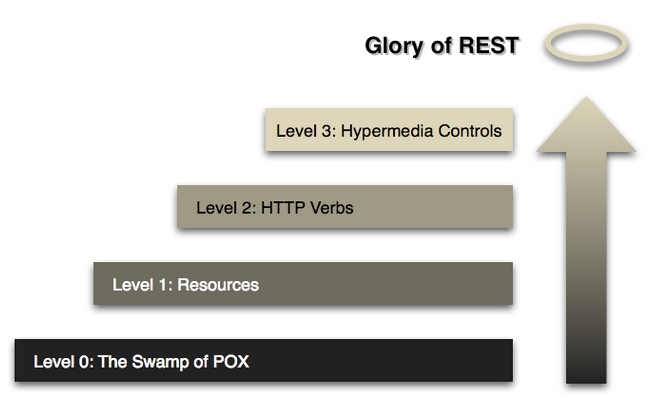 Glory of REST
Level 3: Hypermedia Controls
Level 2: HTTP Verbs
Level 1: Resources
Level 0: The Swamp of POX